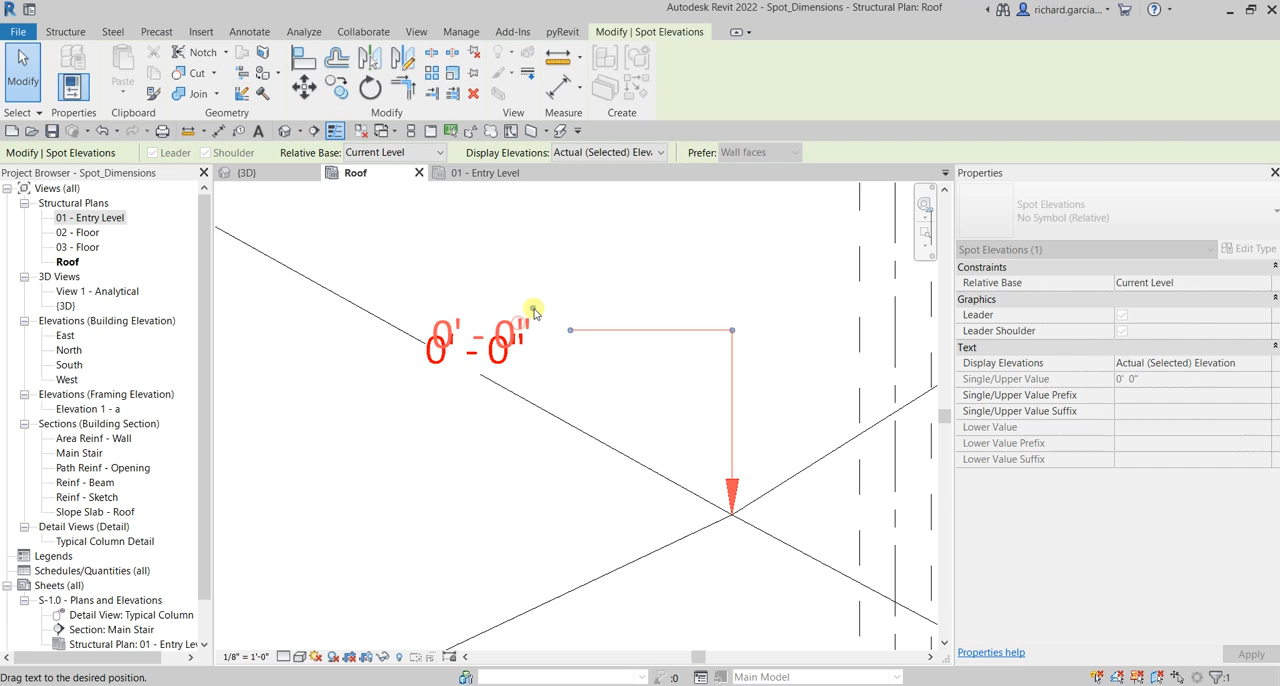 Autodesk Revit 2022 - Spot_Dimensions - Structural Plan: Roof
richard.garcia...
File Structure Steel Precast Insert Annotate Analyze Collaborate View Manage Add-Ins pyRevit Modify | Spot Elevations
Modify
Paste
Notch
Cut
Join
Select Properties Clipboard Geometry Modify View Measure Create
Modify | Spot Elevations Leader Shoulder Relative Base: Current Level Display Elevations: Actual (Selected) Elev. Prefer: Wall faces
Project Browser - Spot_Dimensions
{3D}
Roof
01 - Entry Level
Properties
Views (all)
Structural Plans
01 - Entry Level
02 - Floor
03 - Floor
Roof
3D Views
View 1 - Analytical
{3D}
Elevations (Building Elevation)
East
North
South
West
Elevations (Framing Elevation)
Elevation 1 - a
Sections (Building Section)
Area Reinf - Wall
Main Stair
Path Reinf - Opening
Reinf - Beam
Reinf - Sketch
Slope Slab - Roof
Detail Views (Detail)
Typical Column Detail
Legends
Schedules/Quantities (all)
Sheets (all)
S-1.0 - Plans and Elevations
Detail View: Typical Column
Section: Main Stair
Structural Plan: 01 - Entry Lev
0' - 0"
0' - 0"
Spot Elevations
No Symbol (Relative)
Spot Elevations (1) Edit Type
Constraints
Relative Base Current Level
Graphics
Leader
Leader Shoulder
Text
Display Elevations Actual (Selected) Elevation
Single/Upper Value 0' 0"
Single/Upper Value Prefix
Single/Upper Value Suffix
Lower Value
Lower Value Prefix
Lower Value Suffix
Properties help Apply
1/8" = 1'-0"
Drag text to the desired position.
:0
Main Model
:1